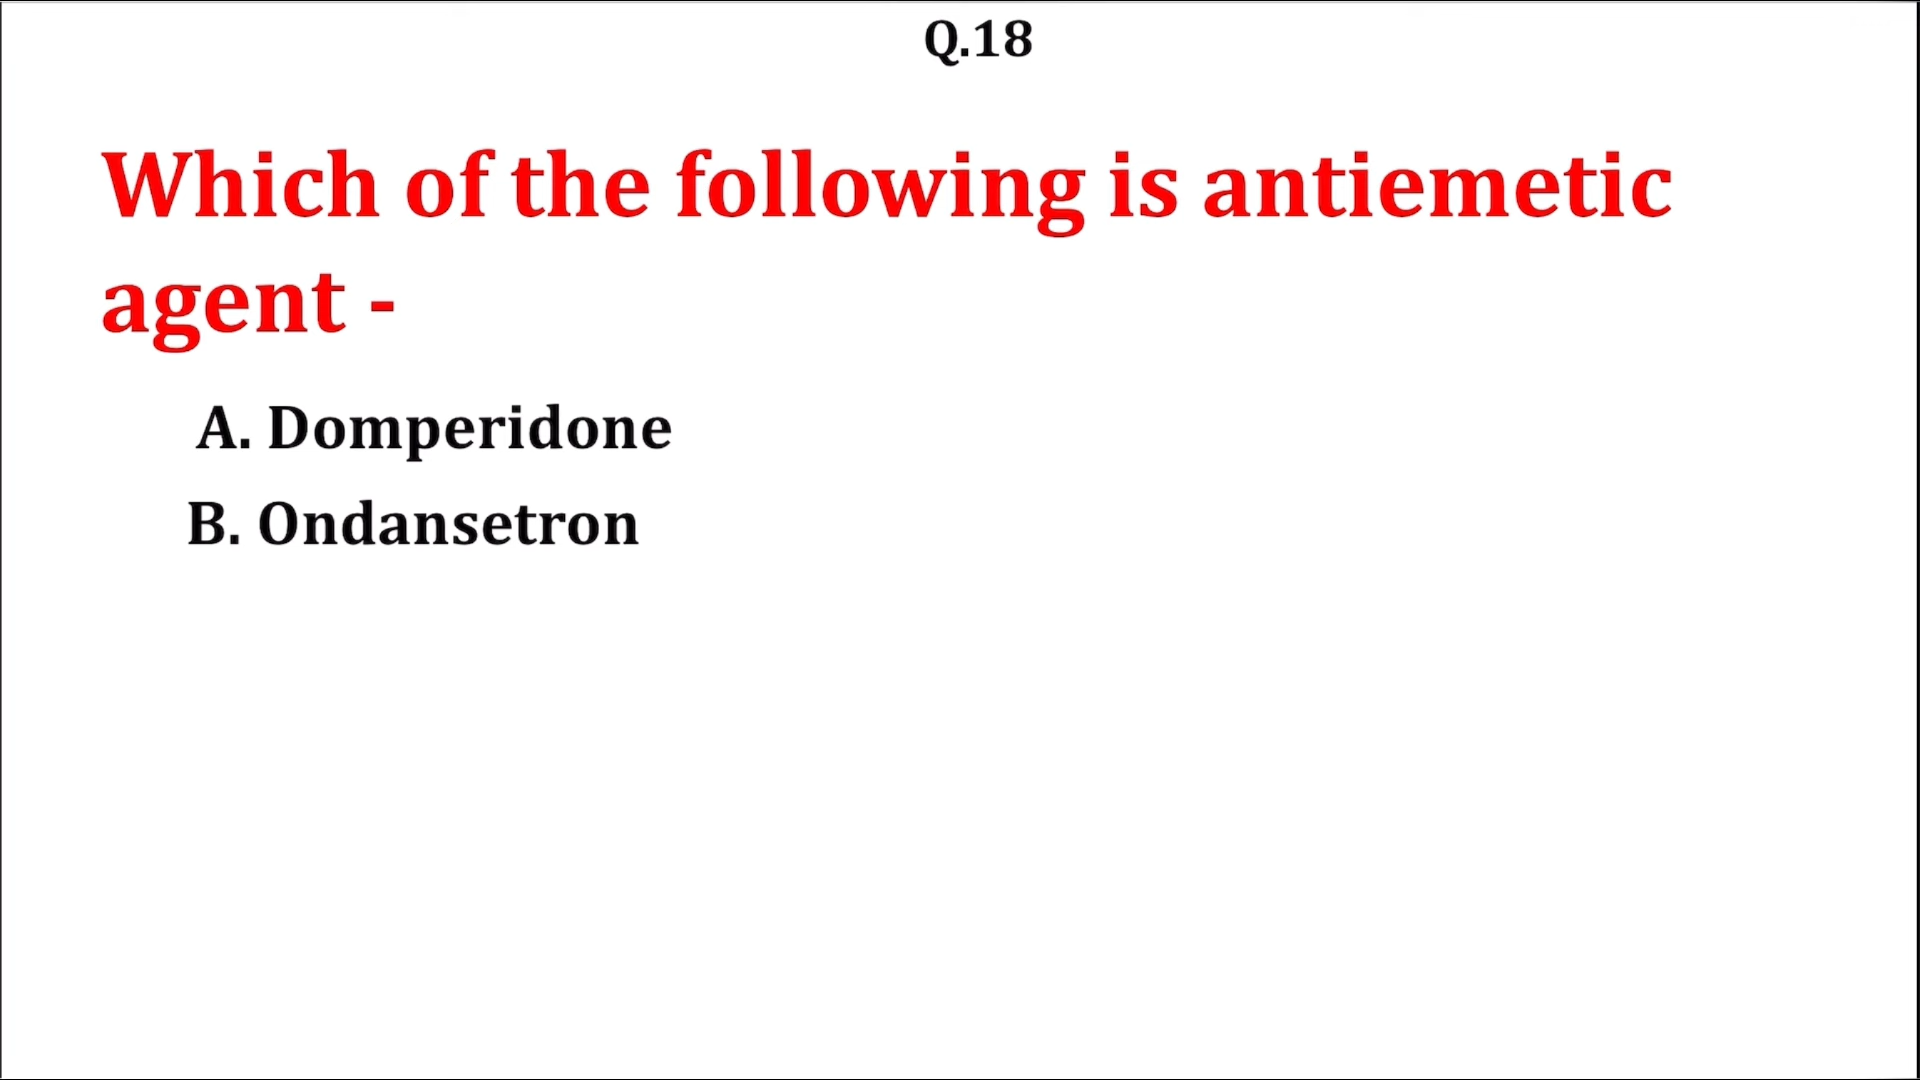 Q.18
Which of the following is antiemetic
agent -
A. Domperidone
B. Ondansetron